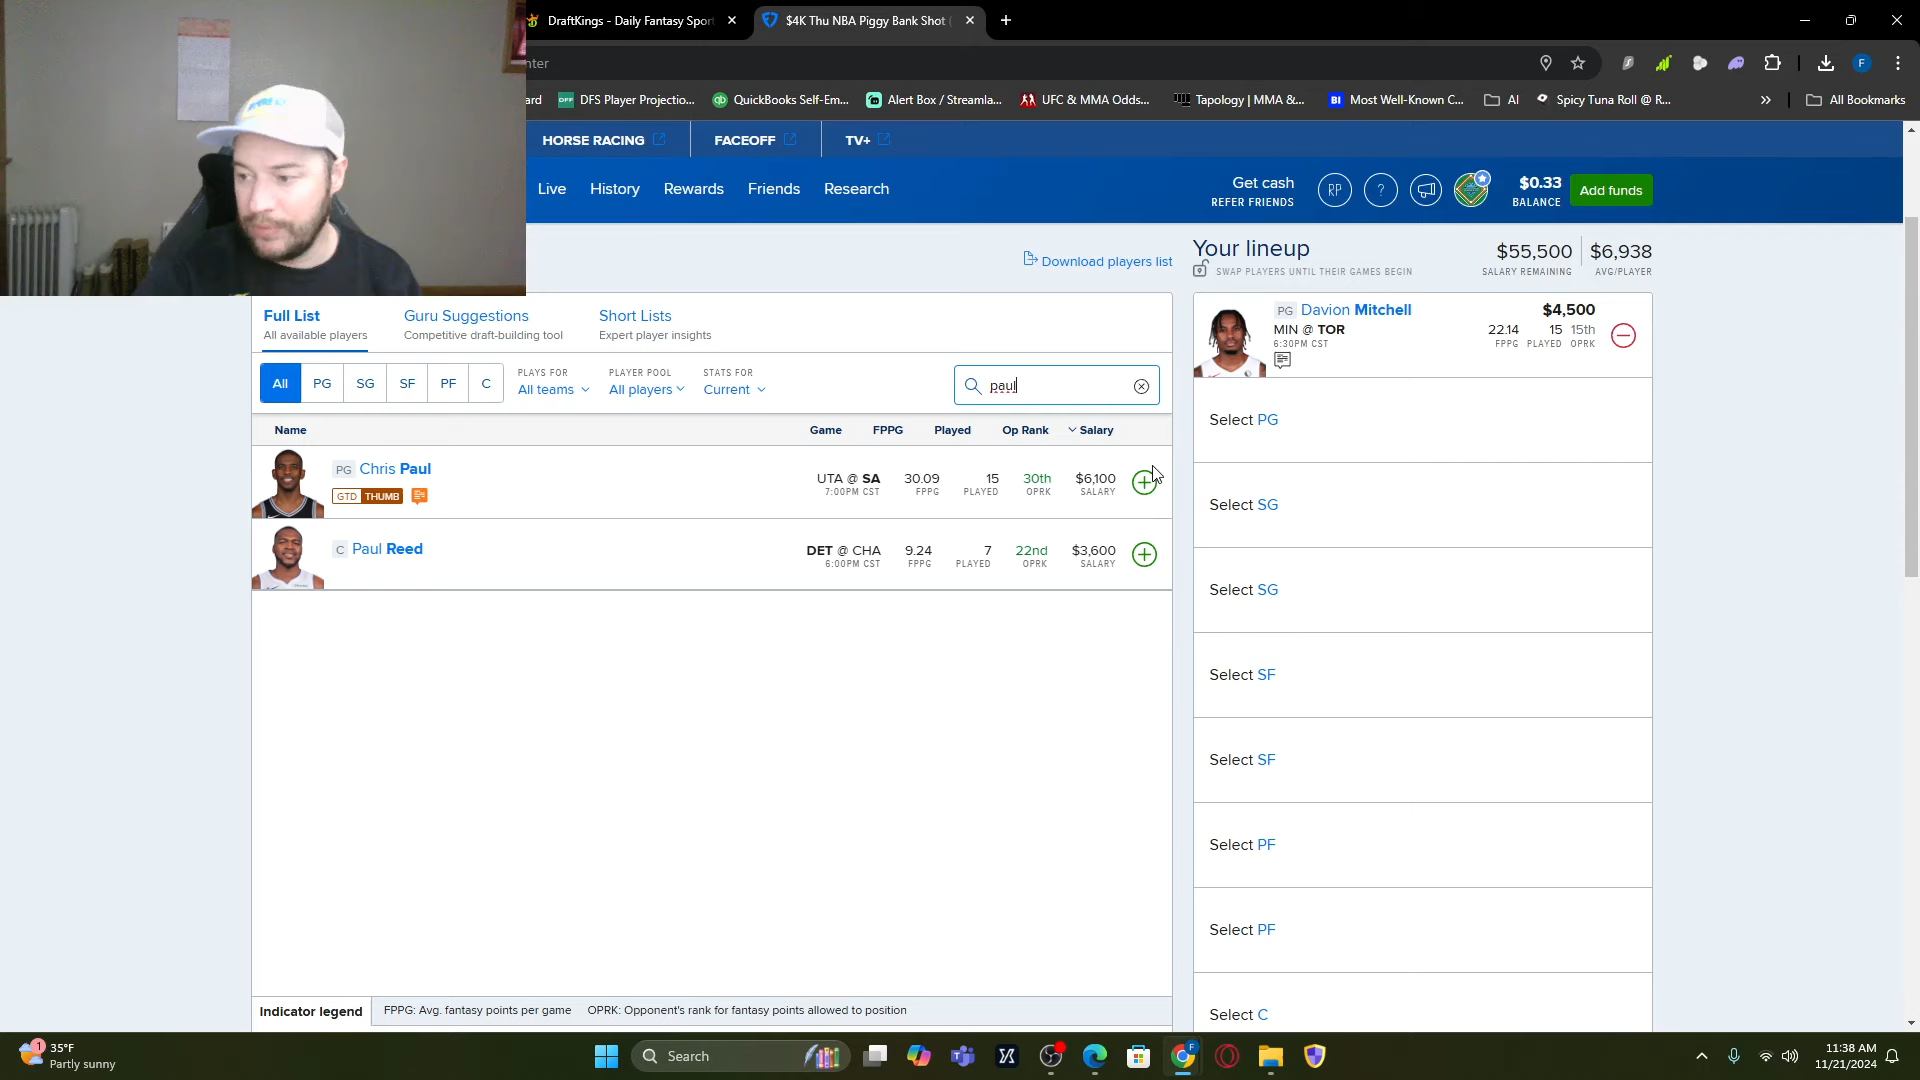 DraftKings - Daily Fantasy Sport
$4K Thu NBA Piggy Bank Shot (
nter
F
ard
DFF
DFS Player Projectio...
QuickBooks Self-Em...
Alert Box / Streamla...
UFC & MMA Odds...
Tapology | MMA &...
BI
Most Well-Known C...
AI
Spicy Tuna Roll @ R...
All Bookmarks
HORSE RACING
FACEOFF
TV+
Live
History
Rewards
Friends
Research
Get cash
REFER FRIENDS
RP
?
$0.33
BALANCE
Add funds
Download players list
Your lineup
SWAP PLAYERS UNTIL THEIR GAMES BEGIN
$55,500
SALARY REMAINING
$6,938
AVG/PLAYER
Full List
All available players
Guru Suggestions
Competitive draft-building tool
Short Lists
Expert player insights
All PG SG SF PF C
PLAYS FOR
All teams
PLAYER POOL
All players
STATS FOR
Current
paul
Name Game FPPG Played Op Rank Salary
PG Chris Paul
GTD THUMB
UTA @ SA 30.09 15 30th $6,100
7:00PM CST FPPG PLAYED OPRK SALARY
C Paul Reed
DET @ CHA 9.24 7 22nd $3,600
6:00PM CST FPPG PLAYED OPRK SALARY
PG Davion Mitchell $4,500
MIN @ TOR 22.14 15 15th
6:30PM CST FPPG PLAYED OPRK
Select PG
Select SG
Select SG
Select SF
Select SF
Select PF
Select PF
Select C
Indicator legend
FPPG: Avg. fantasy points per game
OPRK: Opponent's rank for fantasy points allowed to position
1
35°F
Partly sunny
Search
F
11:38 AM
11/21/2024